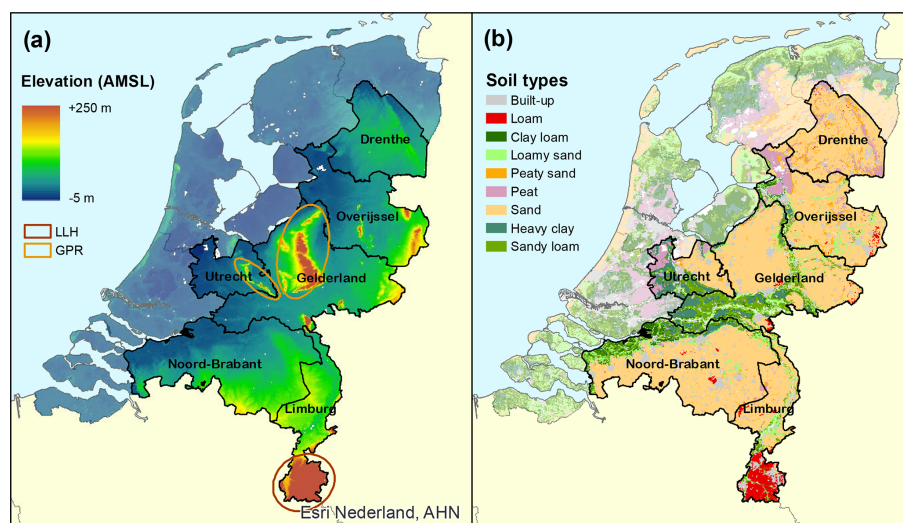 (a)
Elevation (AMSL)
+250 m
-5 m
LLH
GPR
Drenthe
Overijssel
Utrecht
Gelderland
Noord-Brabant
Limburg
Esri Nederland, AHN
(b)
Soil types
Built-up
Loam
Clay loam
Loamy sand
Peaty sand
Peat
Sand
Heavy clay
Sandy loam
Drenthe
Overijssel
Utrecht
Gelderland
Noord-Brabant
Limburg